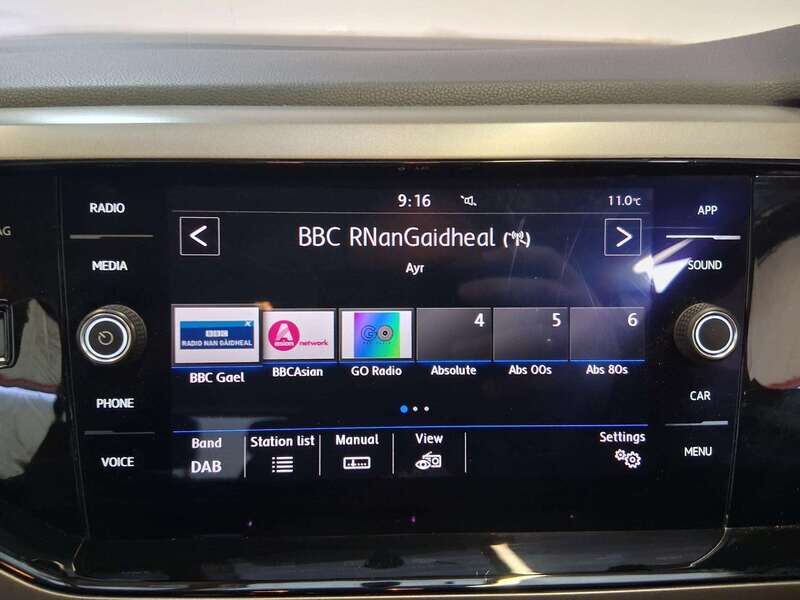 AG
RADIO
MEDIA
PHONE
VOICE
9:16
11.0°C
BBC RNanGaidheal
Ayr
BBC
RADIO NAN GÀIDHEAL
Asian network
GO
4
5
6
BBC Gael
BBCAsian
GO Radio
Absolute
Abs 00s
Abs 80s
Band
DAB
Station list
Manual
View
Settings
APP
SOUND
CAR
MENU